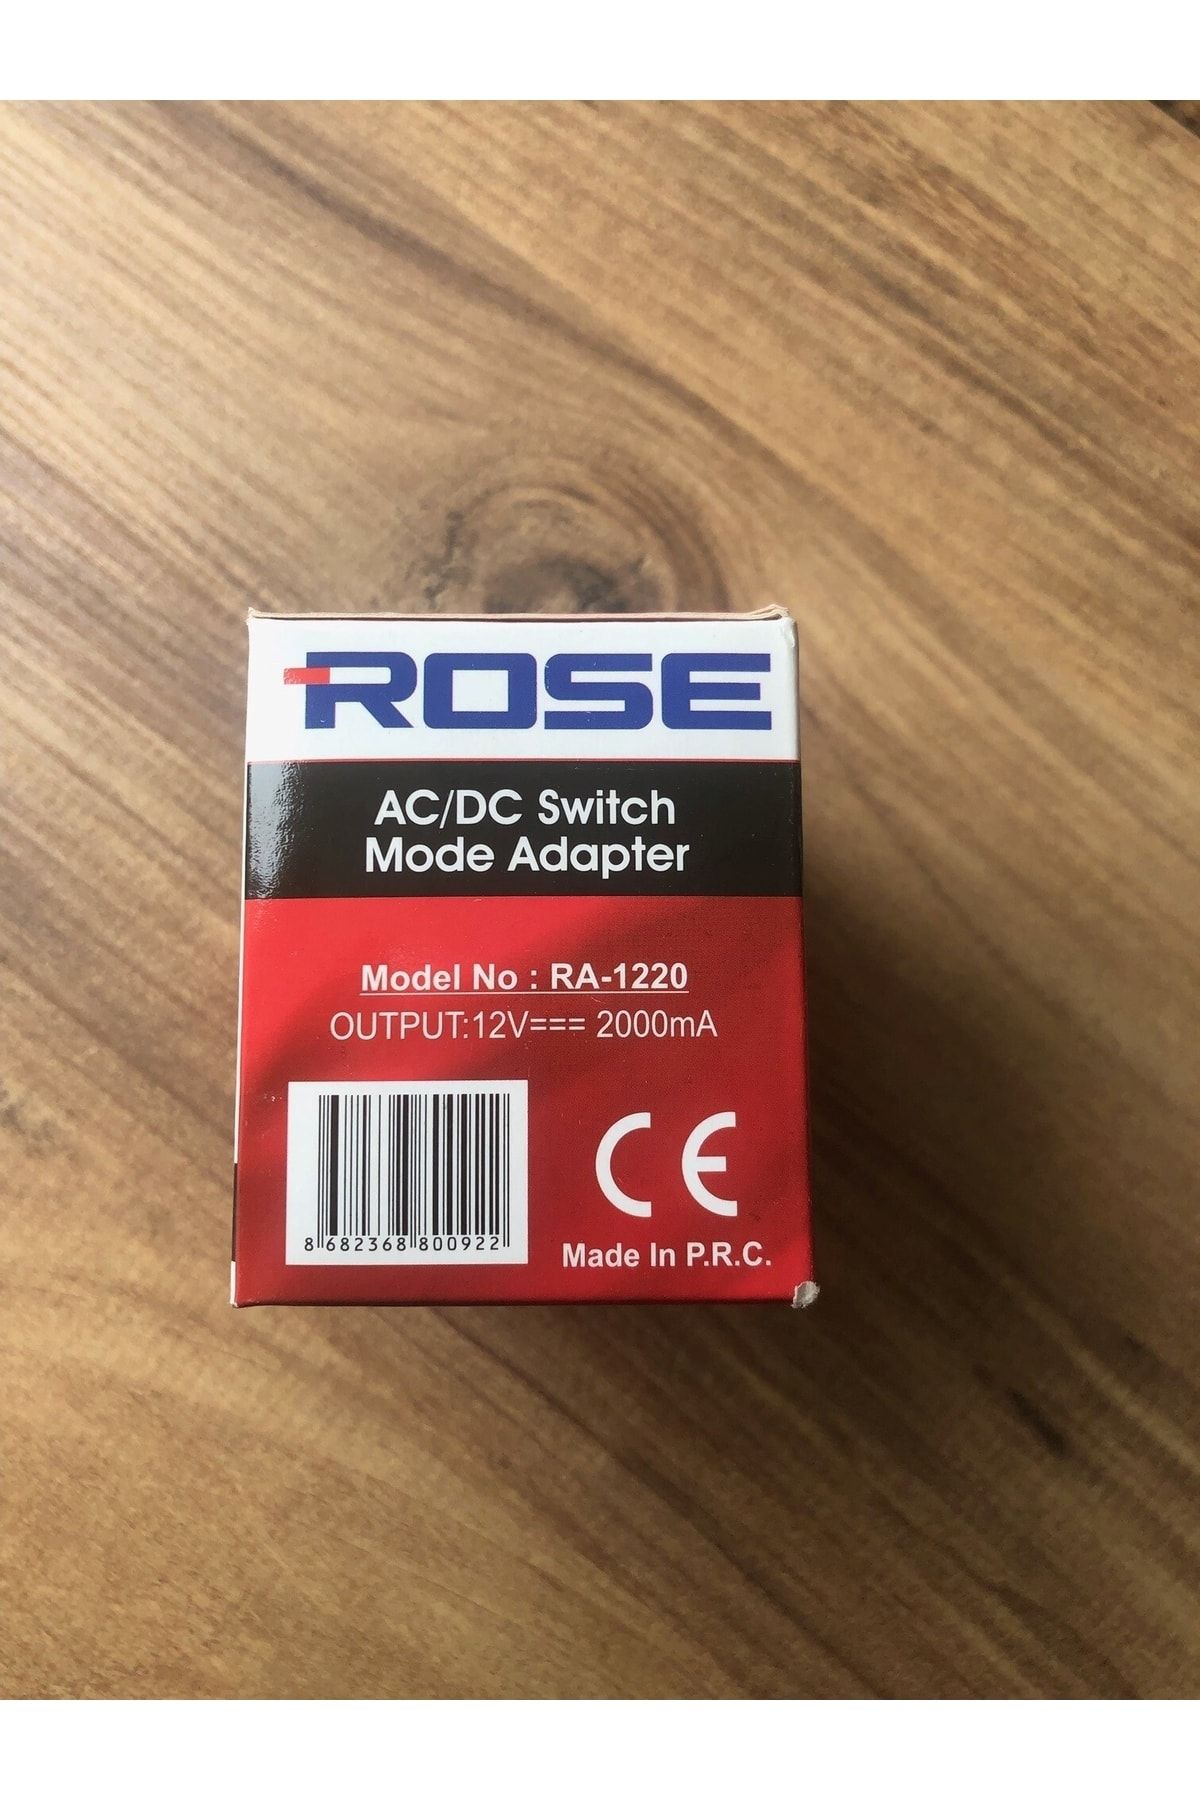 ROSE
AC/DC Switch
Mode Adapter
Model No : RA-1220
OUTPUT:12V=== 2000mA
8 682368 800922
CE
Made In P.R.C.